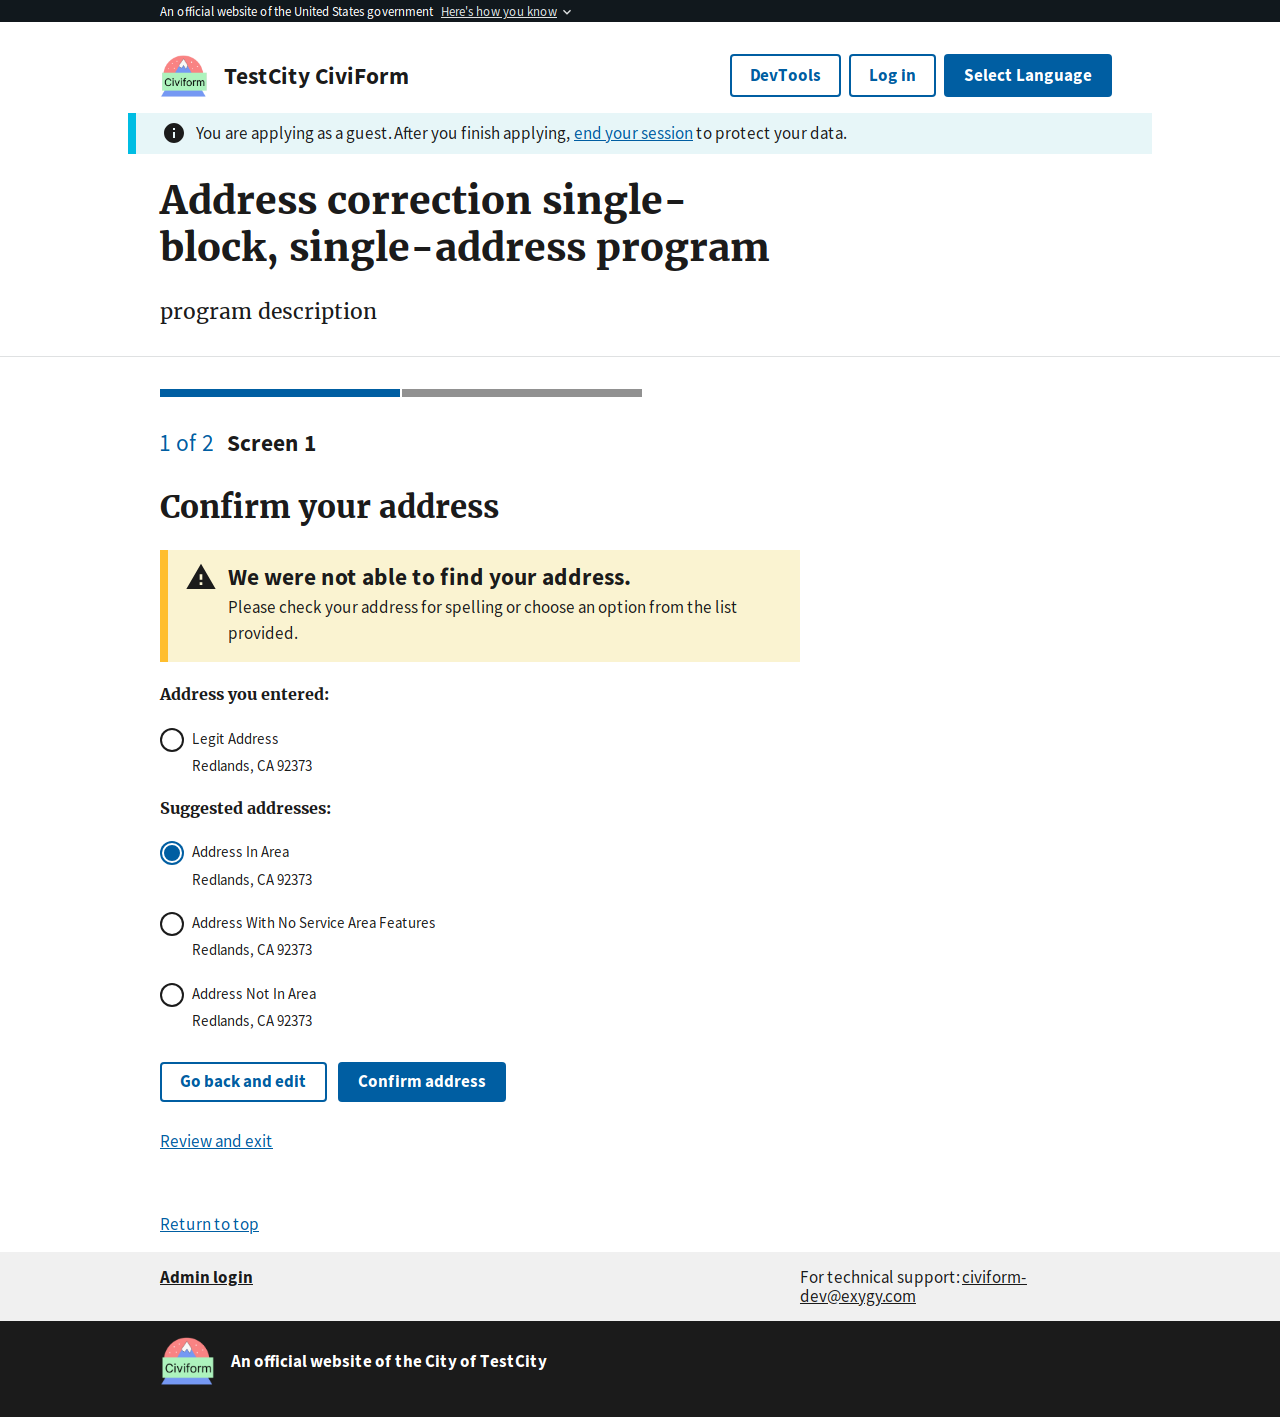 An official website of the United States government Here's how you know
Civiform
TestCity CiviForm
DevTools
Log in
Select Language
You are applying as a guest. After you finish applying, end your session to protect your data.
Address correction single-
block, single-address program
program description
1 of 2 Screen 1
Confirm your address
We were not able to find your address.
Please check your address for spelling or choose an option from the list
provided.
Address you entered:
Legit Address
Redlands, CA 92373
Suggested addresses:
Address In Area
Redlands, CA 92373
Address With No Service Area Features
Redlands, CA 92373
Address Not In Area
Redlands, CA 92373
Go back and edit
Confirm address
Review and exit
Return to top
Admin login
For technical support: civiform-
dev@exygy.com
Civiform
An official website of the City of TestCity